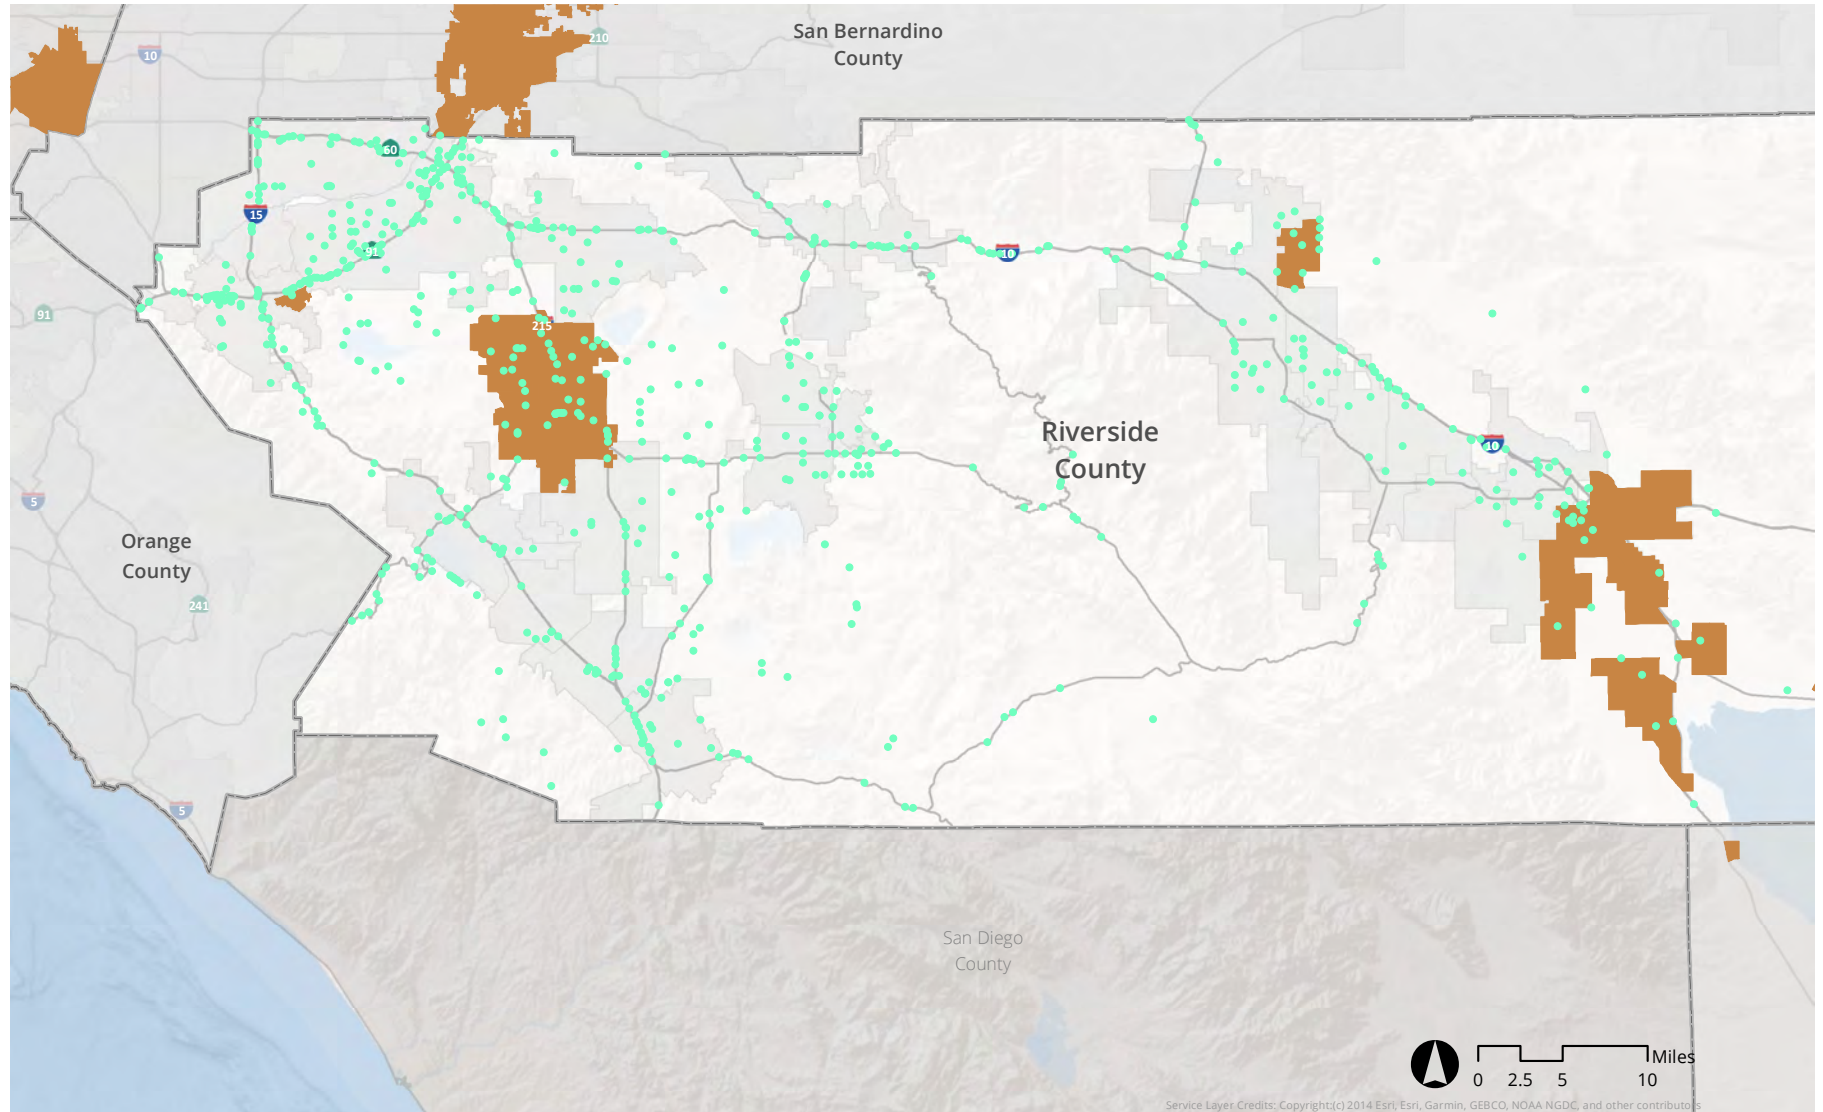 San Bernardino
County
10
210
60
15
91
10
91
215
Riverside
County
10
5
Orange
County
241
5
San Diego
County
Miles
0 2.5 5 10
Service Layer Credits: Copyright:(c) 2014 Esri, Esri, Garmin, GEBCO, NOAA NGDC, and other contributors